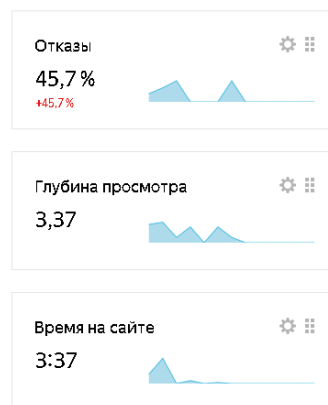 Отказы
45,7 %
+45,7%
Глубина просмотра
3,37
Время на сайте
3:37